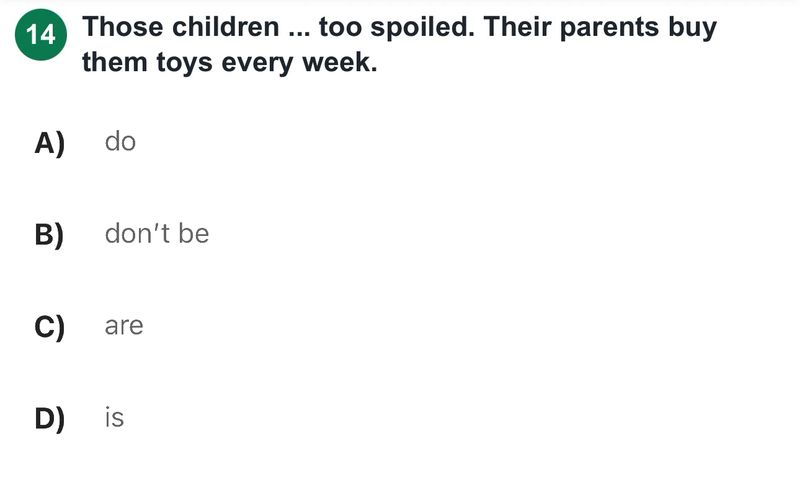 14 Those children ... too spoiled. Their parents buy
them toys every week.
A) do
B) don't be
C) are
D) is